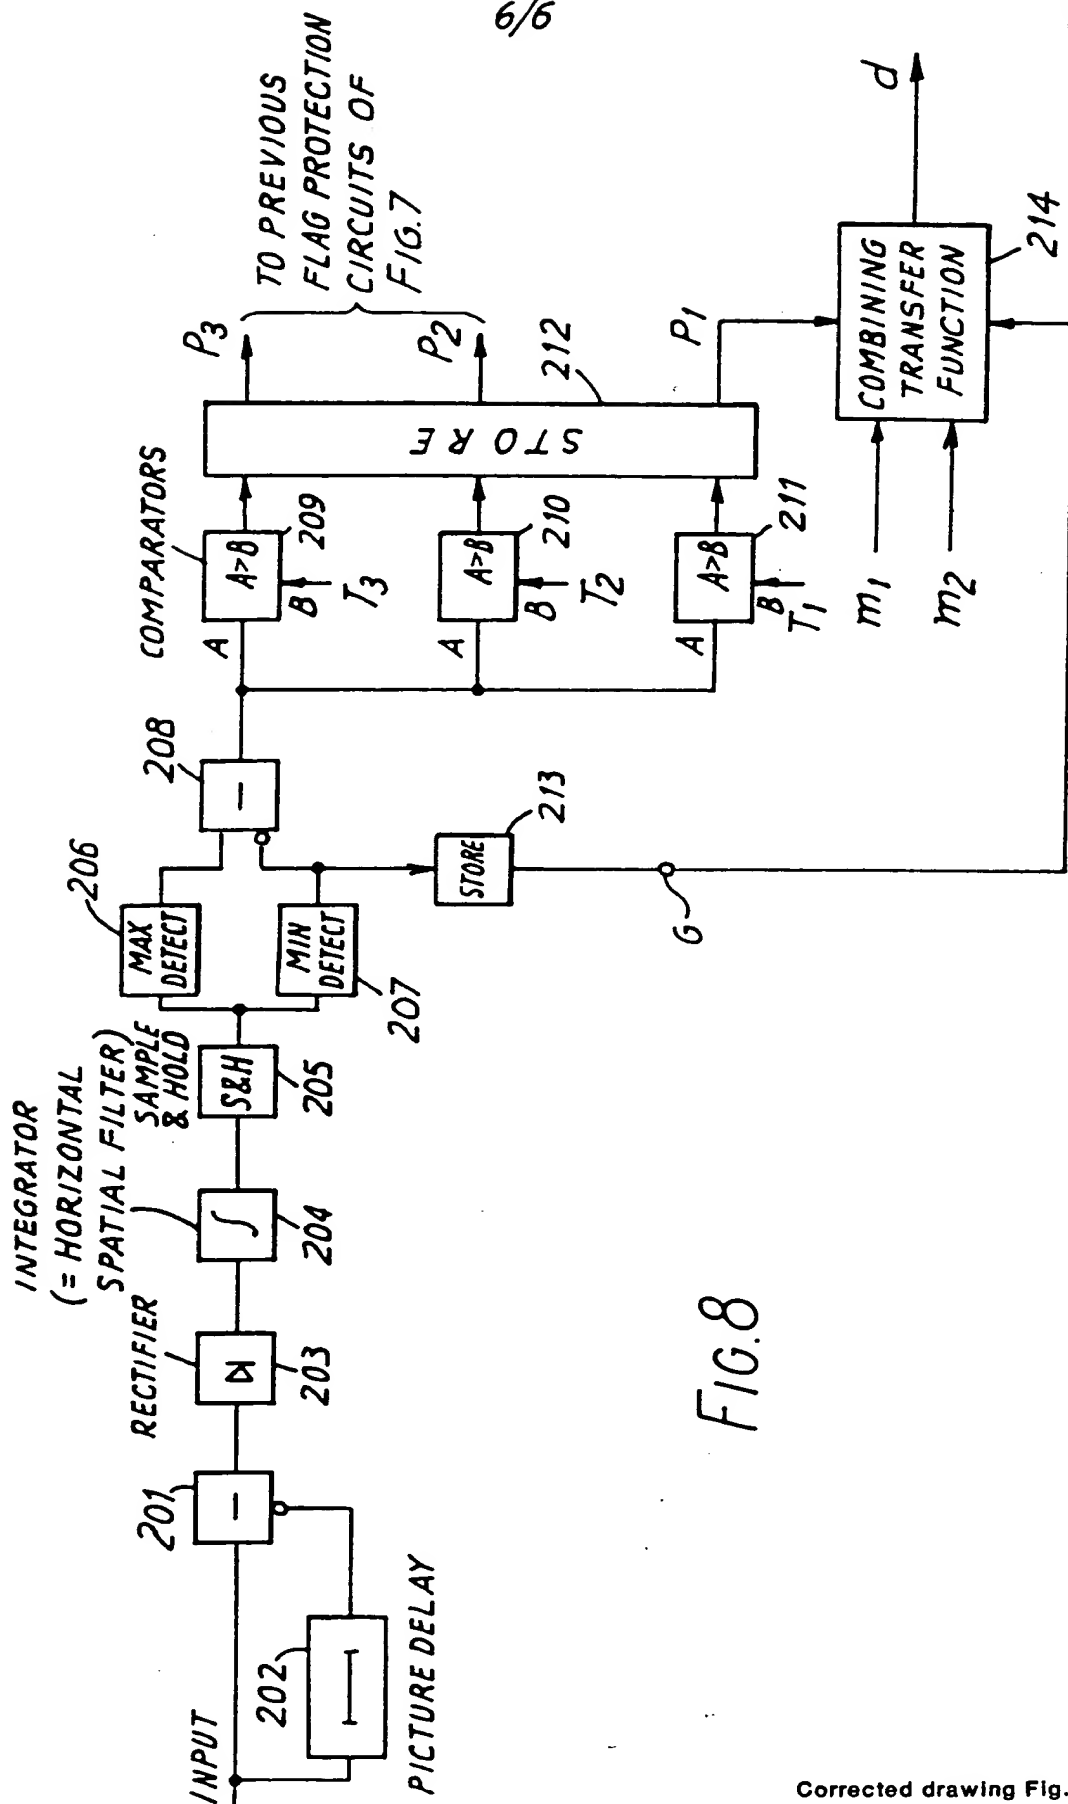 9/9
INPUT
202
PICTURE DELAY
201
−
RECTIFIER
203
INTEGRATOR
(= HORIZONTAL
SPATIAL FILTER)
∫
204
SAMPLE
& HOLD
S&H
205
206
MAX
DETECT
MIN
DETECT
207
208
−
STORE
213
G
COMPARATORS
A
A>B
209
B
T3
A
A>B
210
B
T2
A
A>B
211
B
T1
STORE
212
P3
P2
P1
TO PREVIOUS
FLAG PROTECTION
CIRCUITS OF
FIG.7
m1
m2
COMBINING
TRANSFER
FUNCTION
214
d
FIG.8
Corrected drawing Fig.